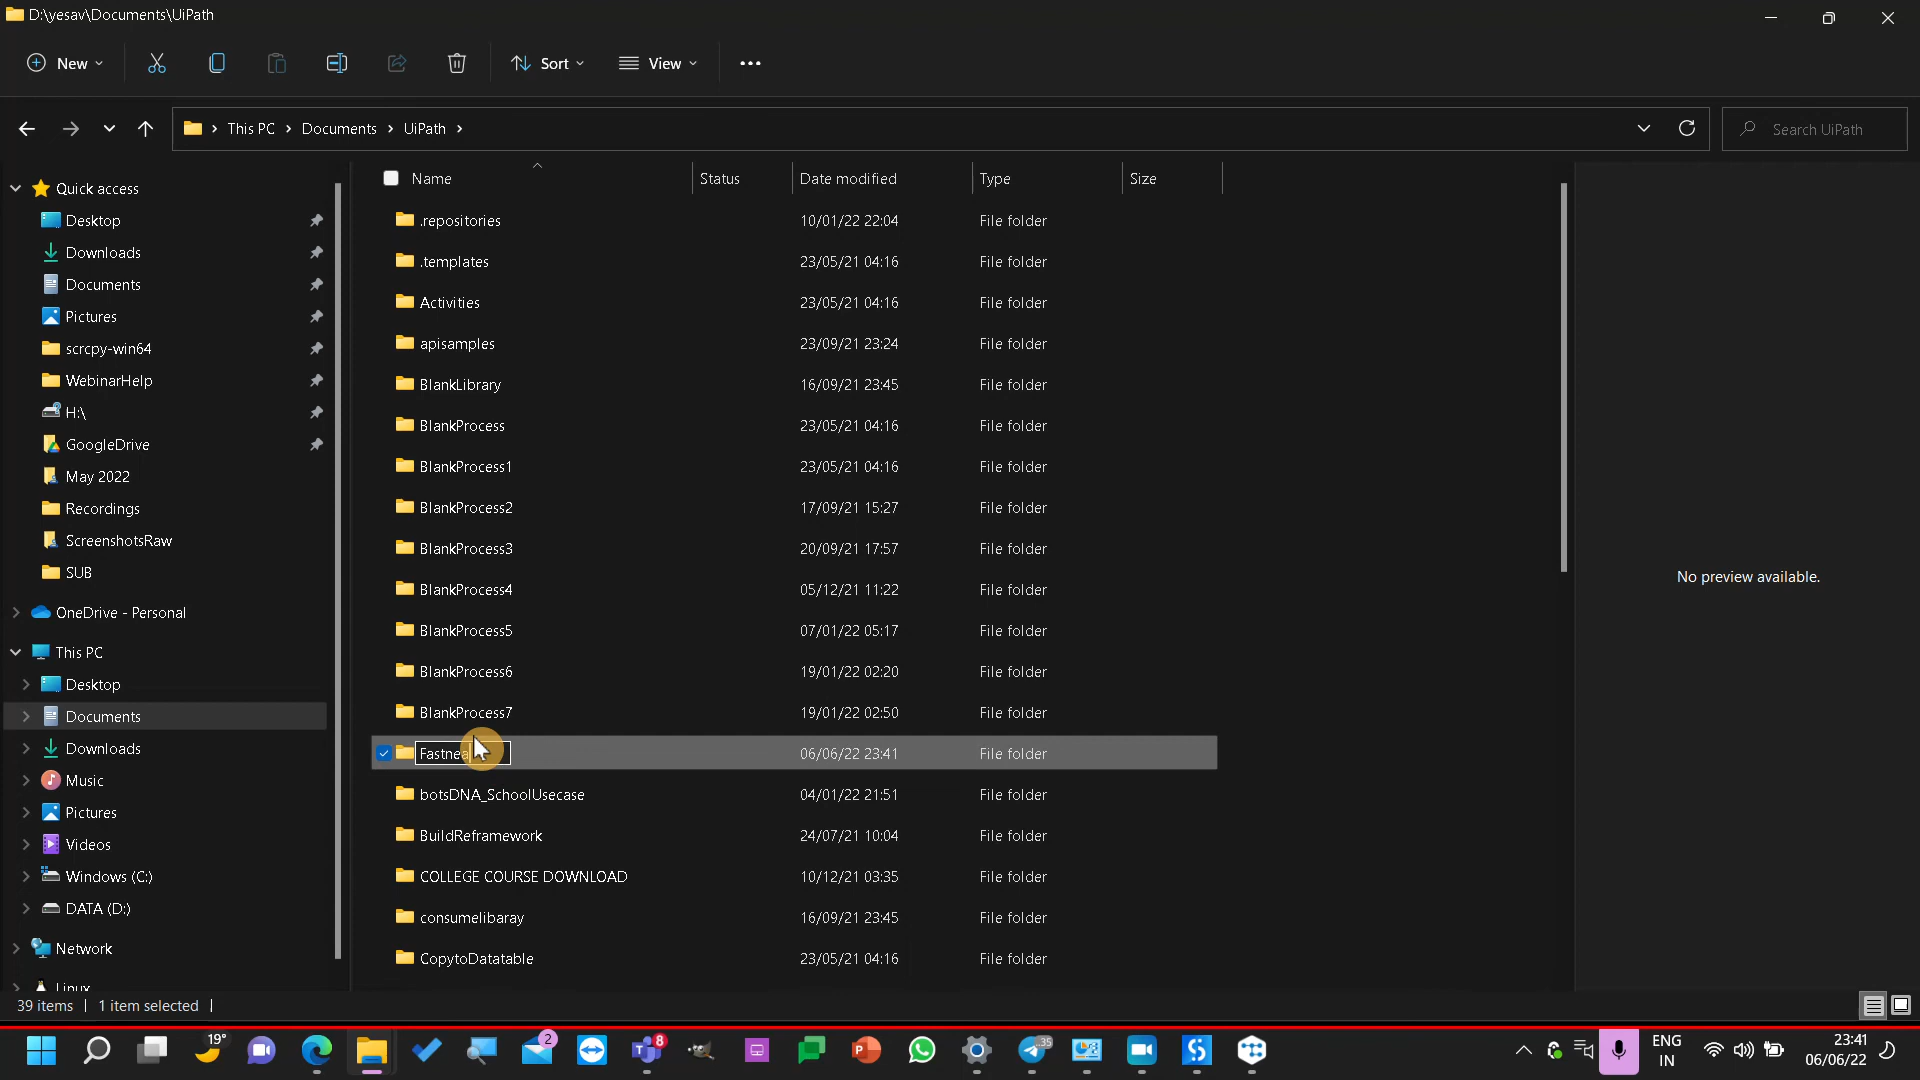 D:\yesav\Documents\UiPath
New
Sort
View
This PC > Documents > UiPath >
Search UiPath
Name Status Date modified Type Size
Quick access
Desktop
Downloads
Documents
Pictures
scrcpy-win64
WebinarHelp
H:\
GoogleDrive
May 2022
Recordings
ScreenshotsRaw
SUB
OneDrive - Personal
This PC
Desktop
Documents
Downloads
Music
Pictures
Videos
Windows (C:)
DATA (D:)
Network
Linux
.repositories 10/01/22 22:04 File folder
.templates 23/05/21 04:16 File folder
Activities 23/05/21 04:16 File folder
apisamples 23/09/21 23:24 File folder
BlankLibrary 16/09/21 23:45 File folder
BlankProcess 23/05/21 04:16 File folder
BlankProcess1 23/05/21 04:16 File folder
BlankProcess2 17/09/21 15:27 File folder
BlankProcess3 20/09/21 17:57 File folder
BlankProcess4 05/12/21 11:22 File folder
BlankProcess5 07/01/22 05:17 File folder
BlankProcess6 19/01/22 02:20 File folder
BlankProcess7 19/01/22 02:50 File folder
Fastnea 06/06/22 23:41 File folder
botsDNA_SchoolUsecase 04/01/22 21:51 File folder
BuildReframework 24/07/21 10:04 File folder
COLLEGE COURSE DOWNLOAD 10/12/21 03:35 File folder
consumelibaray 16/09/21 23:45 File folder
CopytoDatatable 23/05/21 04:16 File folder
No preview available.
39 items 1 item selected
19°
2
8
35
ENG
IN
23:41
06/06/22